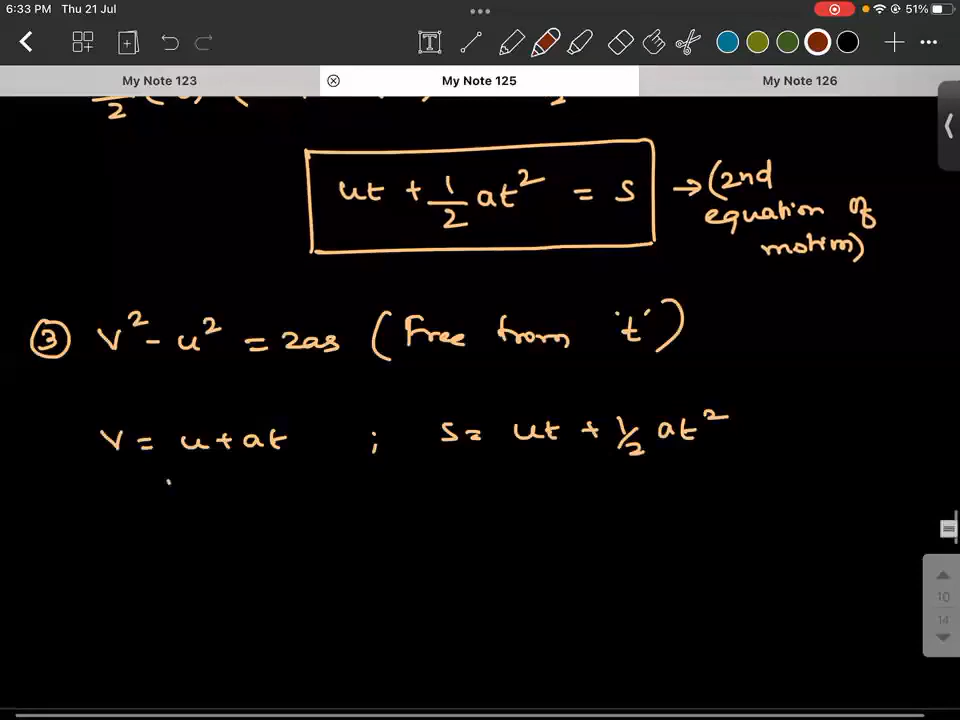 6:33 PM Thu 21 Jul
51%
My Note 123
My Note 125
My Note 126
2
ut + 1/2 at² = S → (2nd
equation of
motion)
③ V² - u² = 2as (Free from 't')
V = u + at ; S = ut + 1/2 at²
10
14